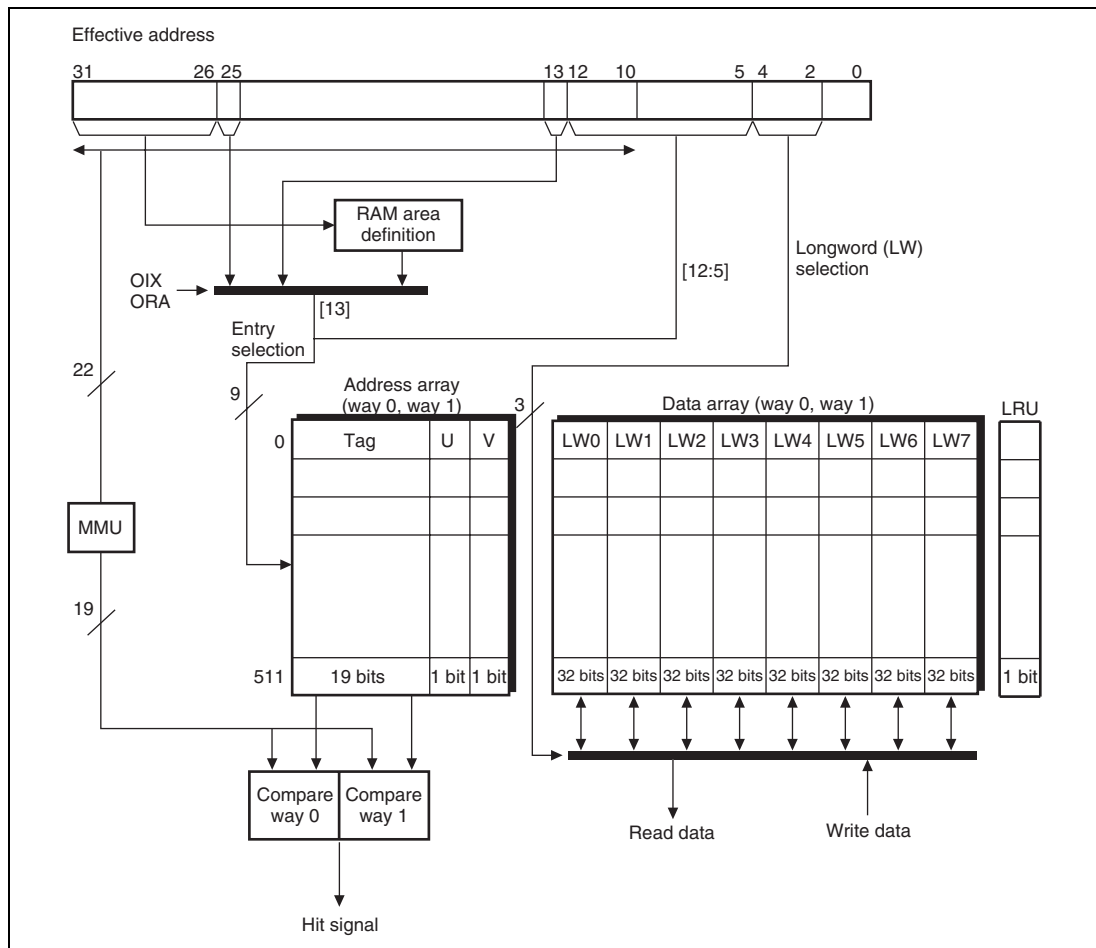 Effective address
31 26 25 13 12 10 5 4 2 0
RAM area
definition
Longword (LW)
selection
OIX
ORA
[12:5]
[13]
Entry
selection
22
9
Address array
(way 0, way 1)
3
Data array (way 0, way 1)
LRU
0
Tag U V
LW0 LW1 LW2 LW3 LW4 LW5 LW6 LW7
MMU
19
511
19 bits 1 bit 1 bit
32 bits 32 bits 32 bits 32 bits 32 bits 32 bits 32 bits 32 bits
1 bit
Compare
way 0
Compare
way 1
Read data
Write data
Hit signal